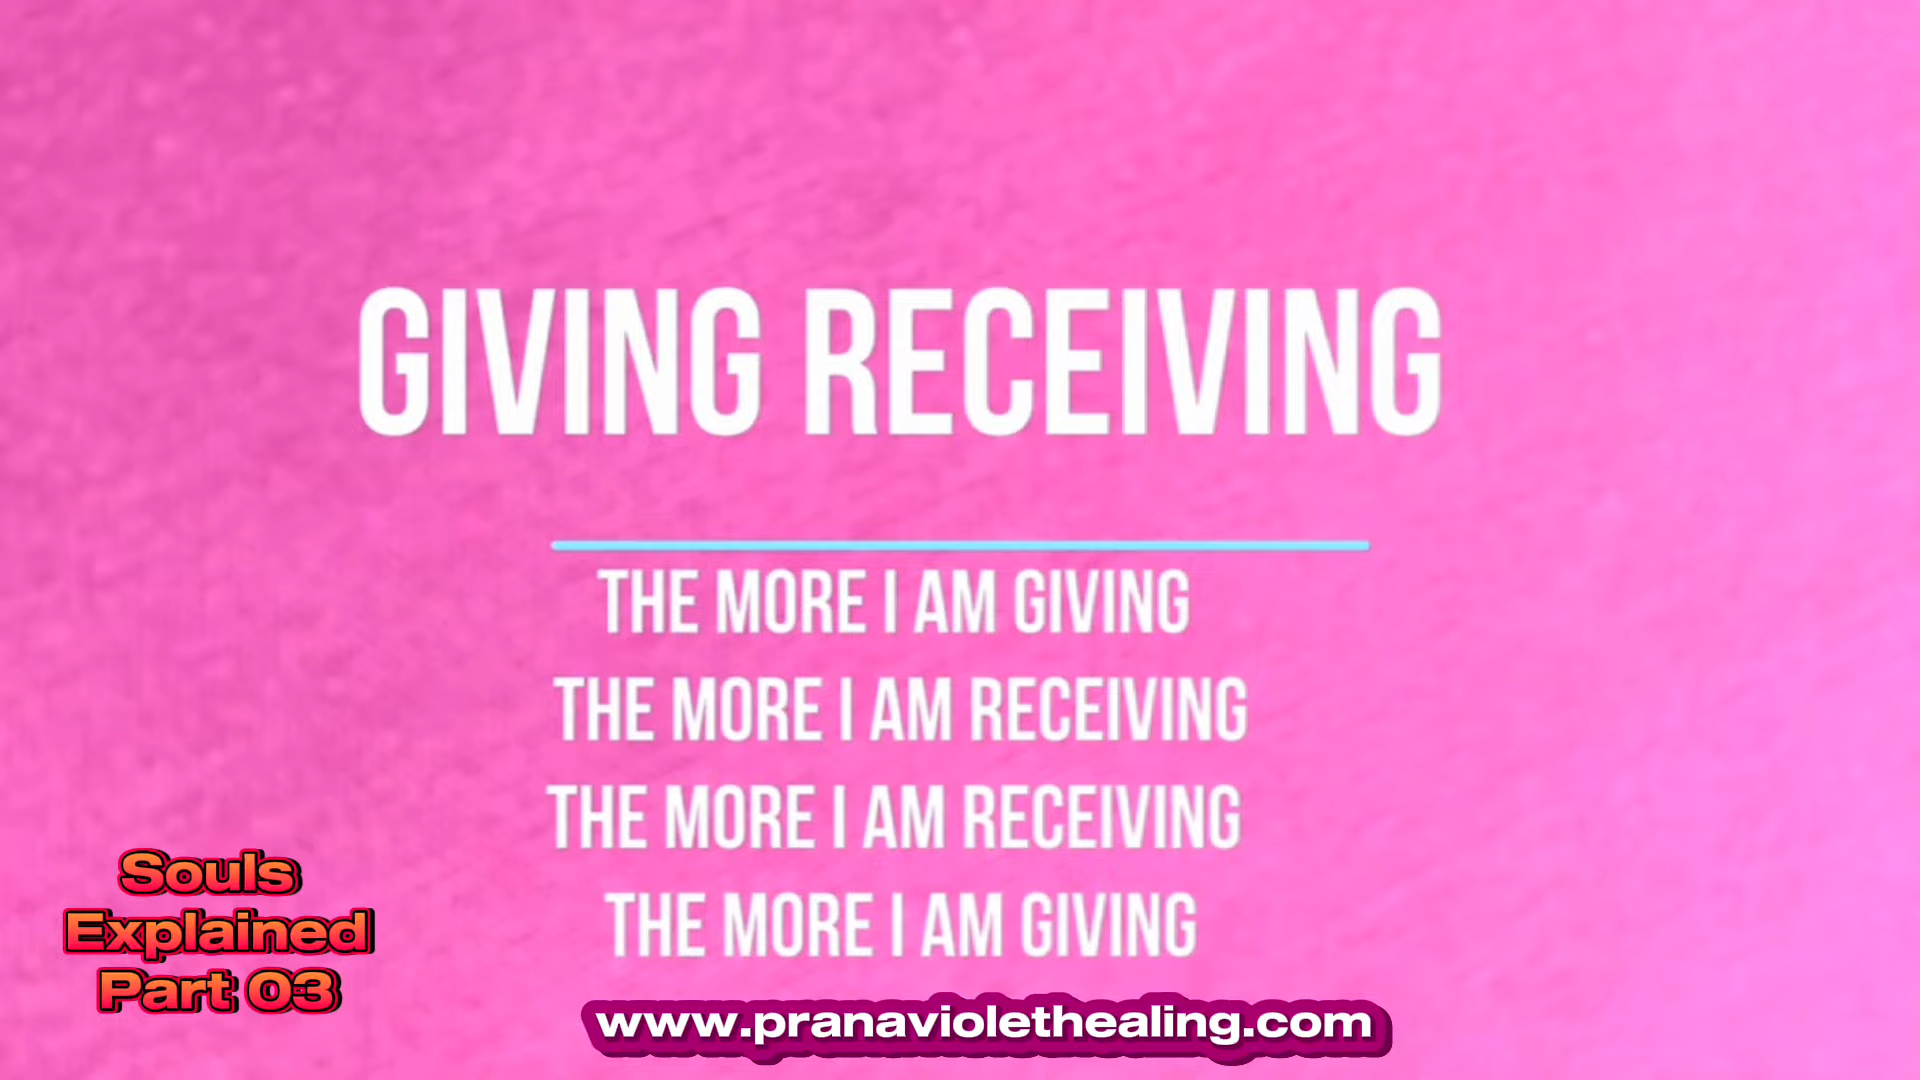 GIVING RECEIVING
THE MORE I AM GIVING
THE MORE I AM RECEIVING
THE MORE I AM RECEIVING
THE MORE I AM GIVING
Souls
Explained
Part 03
www.pranaviolethealing.com